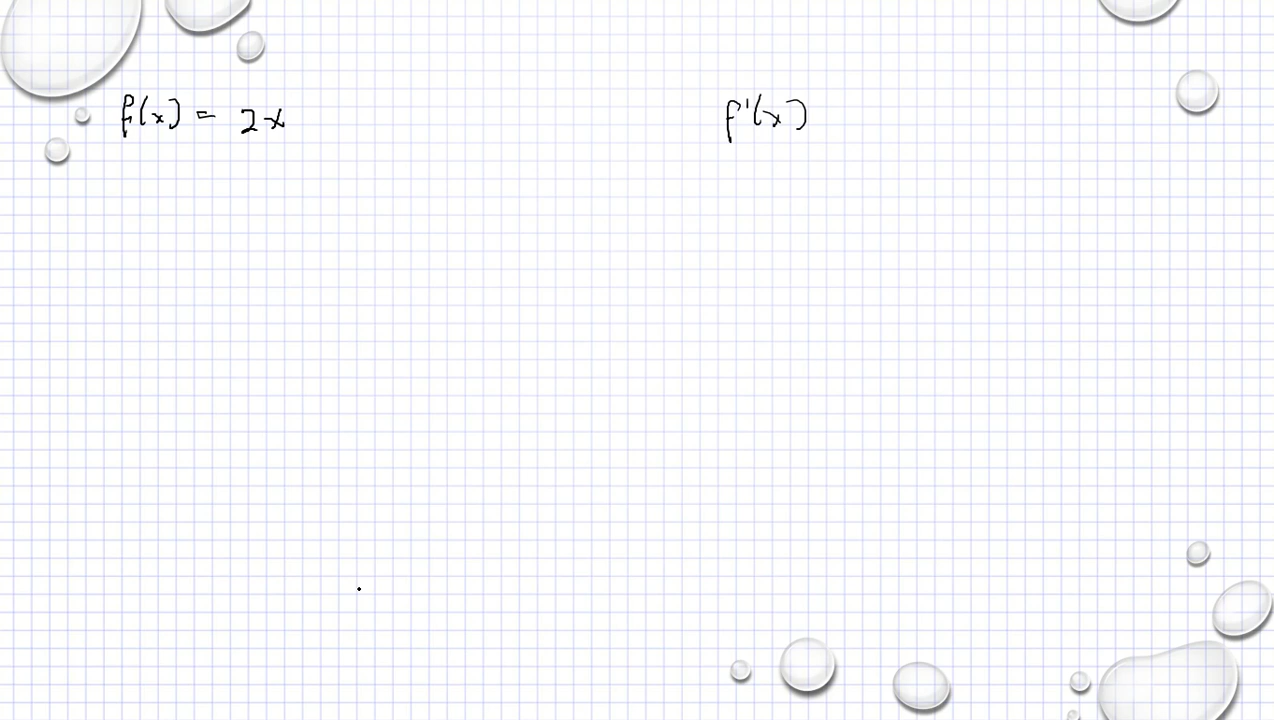 f(x) = 2x
f'(x)